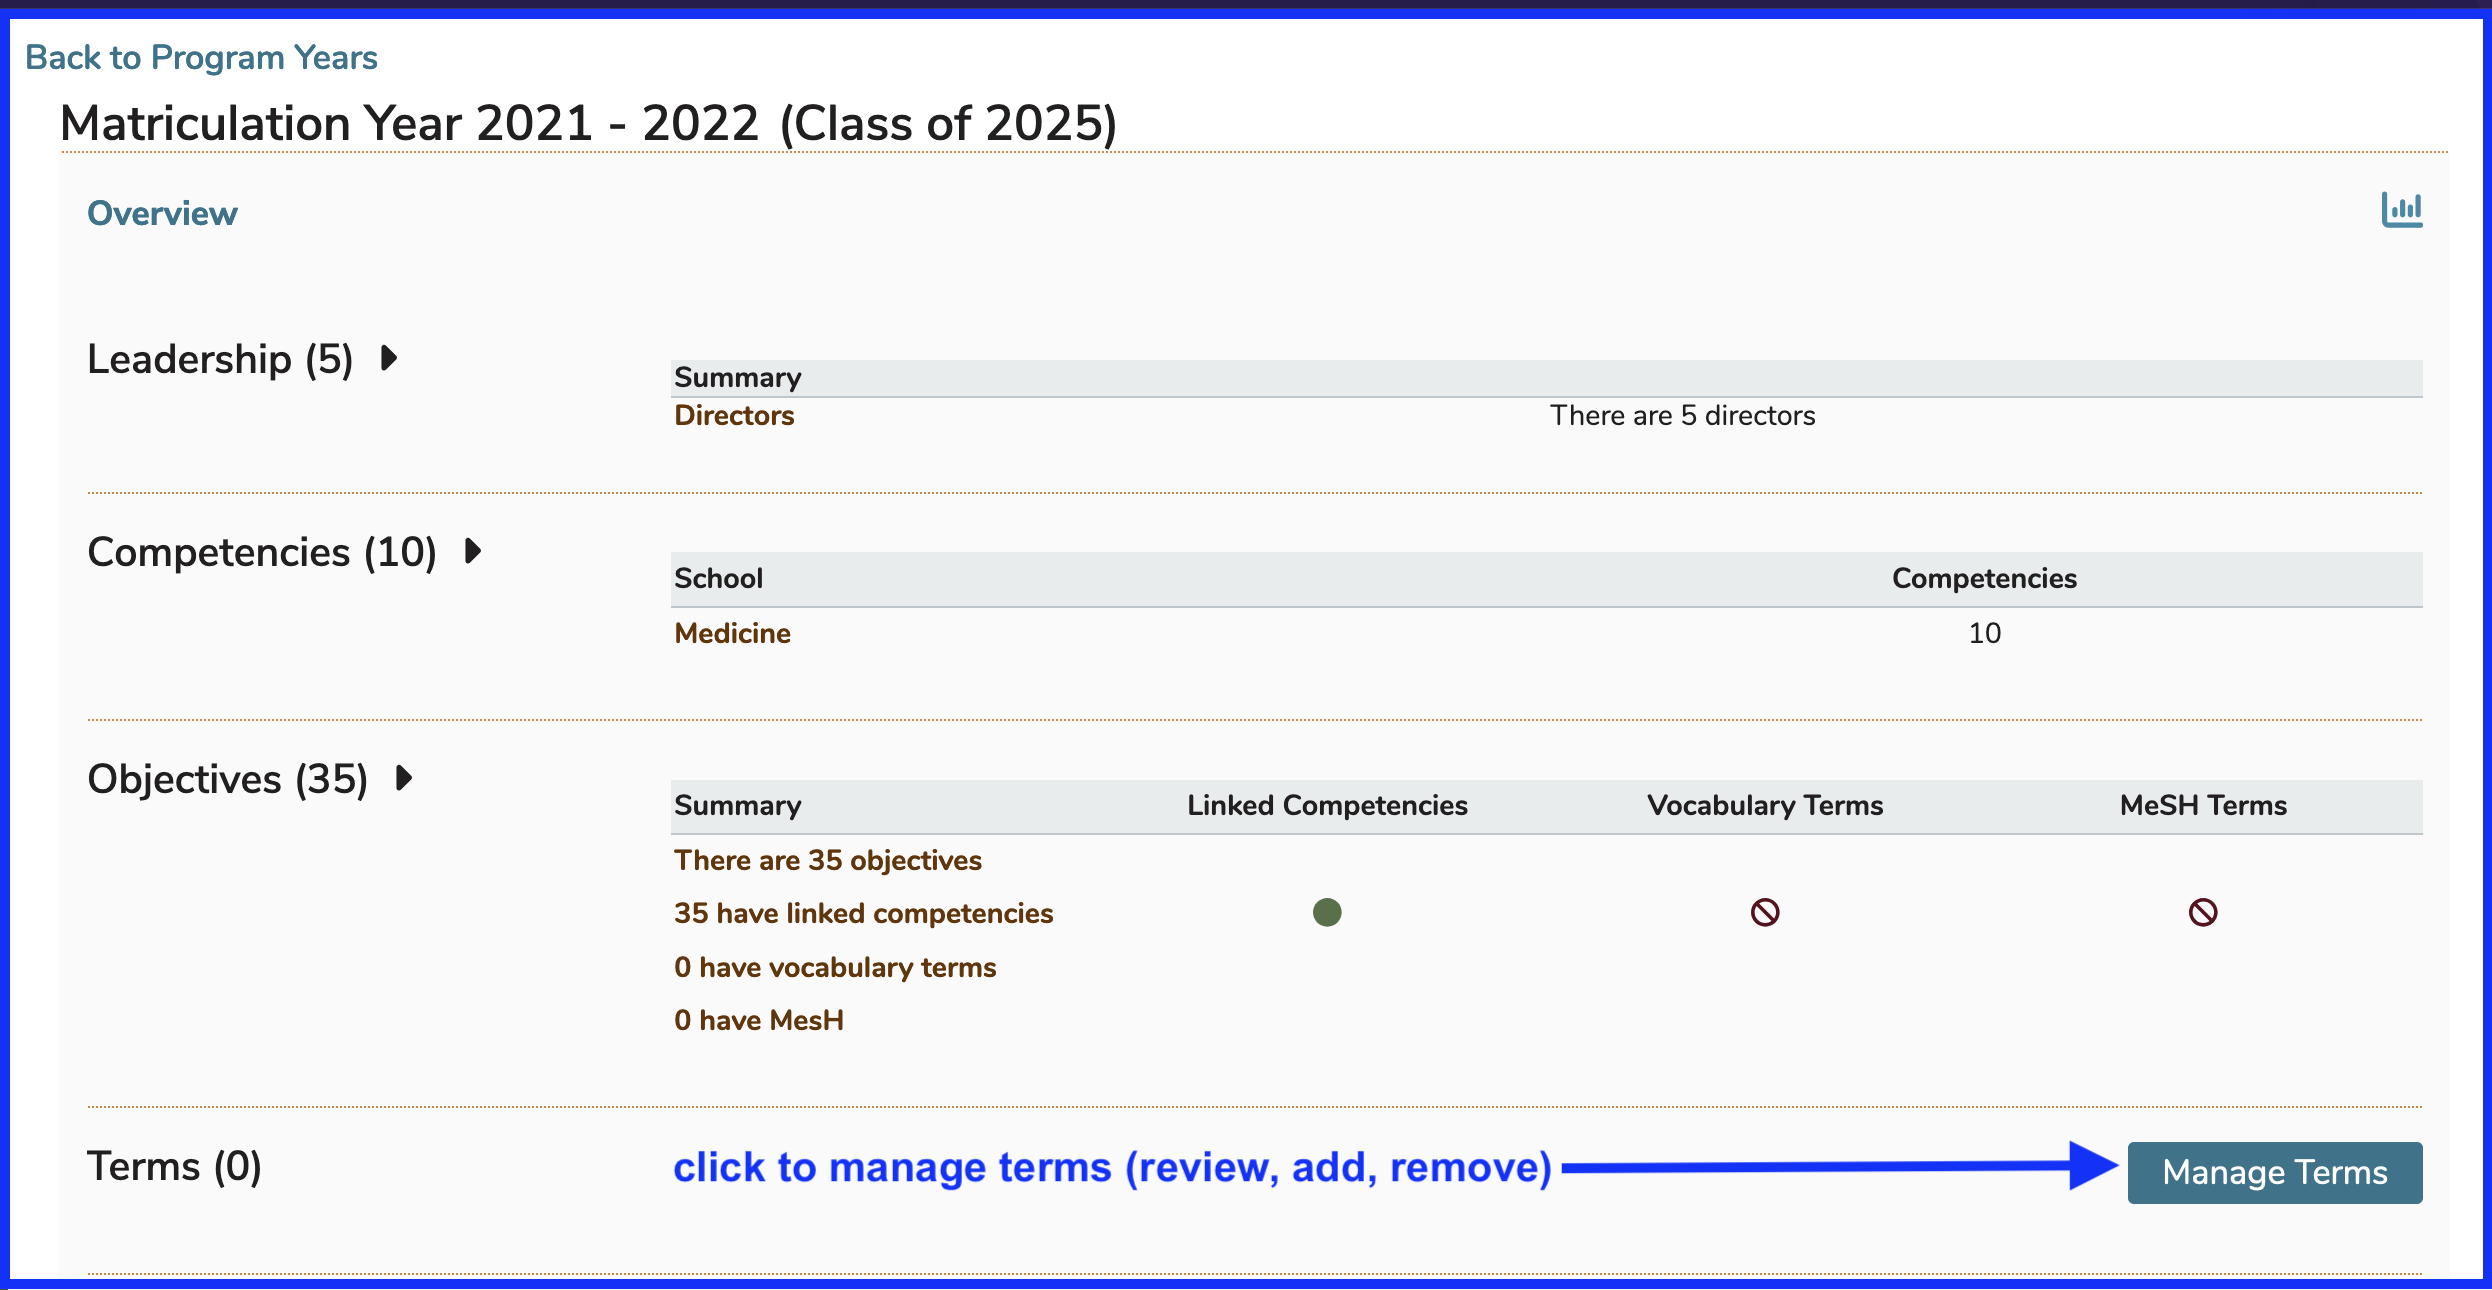 Back to Program Years
Matriculation Year 2021 - 2022 (Class of 2025)
Overview
Leadership (5)
Summary
Directors There are 5 directors
Competencies (10)
School Competencies
Medicine 10
Objectives (35)
Summary Linked Competencies Vocabulary Terms MeSH Terms
There are 35 objectives
35 have linked competencies
0 have vocabulary terms
0 have MesH
Terms (0) click to manage terms (review, add, remove) Manage Terms